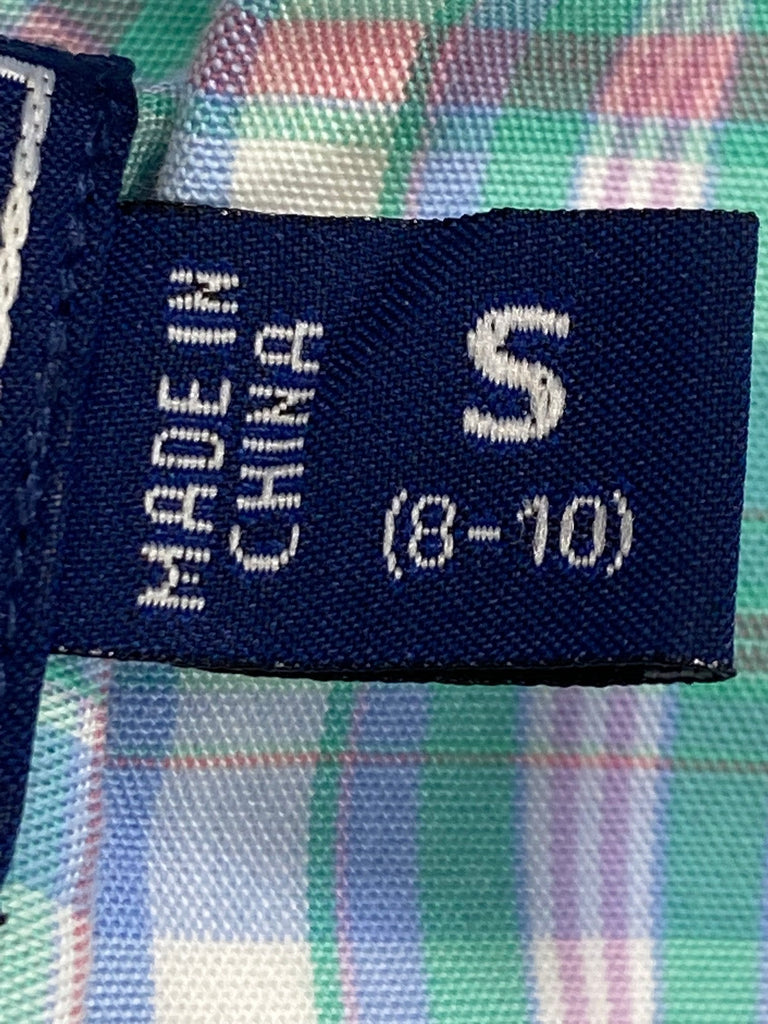 S
(8-10)
MADE IN
CHINA